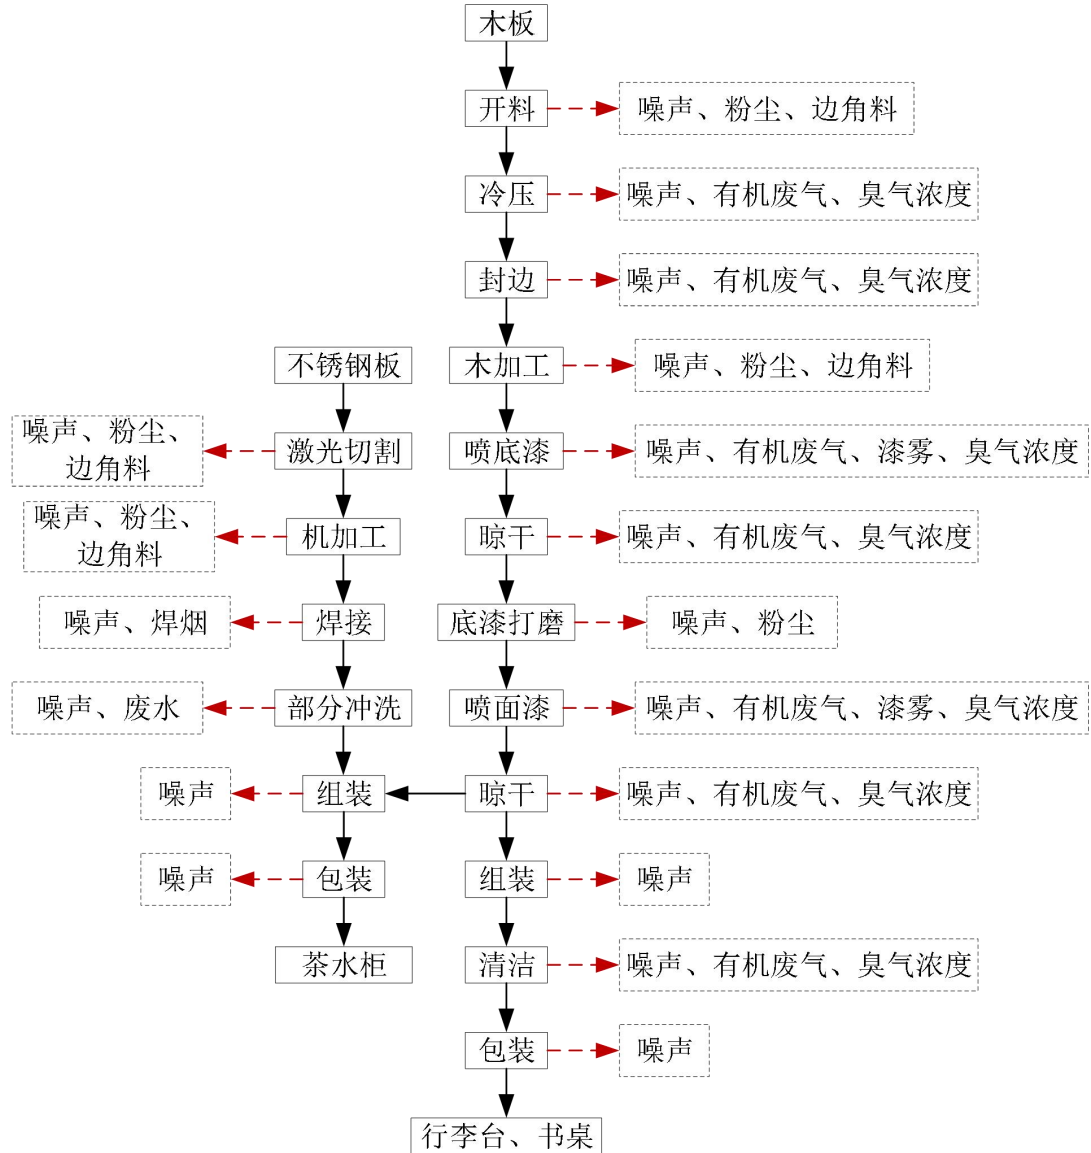 木板
开料
噪声、粉尘、边角料
冷压
噪声、有机废气、臭气浓度
封边
噪声、有机废气、臭气浓度
不锈钢板
木加工
噪声、粉尘、边角料
噪声、粉尘、
边角料
激光切割
喷底漆
噪声、有机废气、漆雾、臭气浓度
噪声、粉尘、
边角料
机加工
晾干
噪声、有机废气、臭气浓度
噪声、焊烟
焊接
底漆打磨
噪声、粉尘
噪声、废水
部分冲洗
喷面漆
噪声、有机废气、漆雾、臭气浓度
噪声
组装
晾干
噪声、有机废气、臭气浓度
噪声
包装
组装
噪声
茶水柜
清洁
噪声、有机废气、臭气浓度
包装
噪声
行李台、书桌